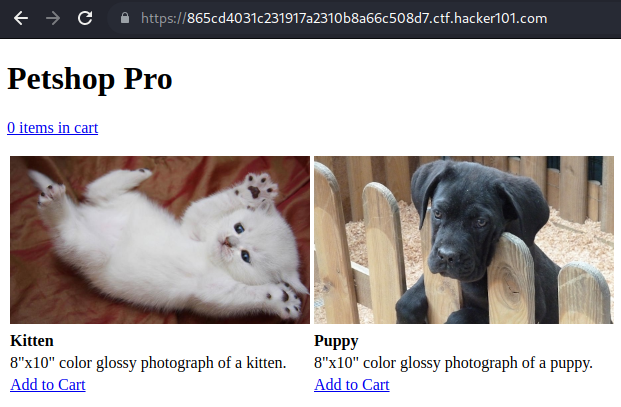 https://865cd4031c231917a2310b8a66c508d7.ctf.hacker101.com
Petshop Pro
0 items in cart
Kitten
8"x10" color glossy photograph of a kitten.
Add to Cart
Puppy
8"x10" color glossy photograph of a puppy.
Add to Cart